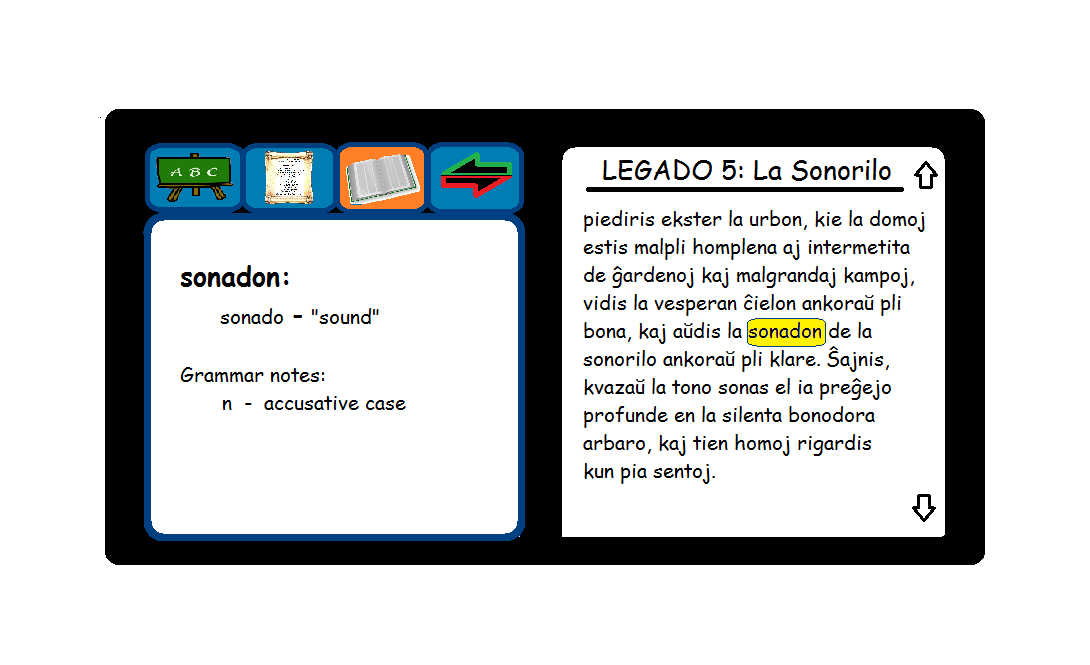 A B C
sonadon:
sonado - "sound"
Grammar notes:
n - accusative case
LEGADO 5: La Sonorilo
piediris ekster la urbon, kie la domoj
estis malpli homplena aj intermetita
de ĝardenoj kaj malgrandaj kampoj,
vidis la vesperan ĉielon ankoraŭ pli
bona, kaj aŭdis la sonadon de la
sonorilo ankoraŭ pli klare. Ŝajnis,
kvazaŭ la tono sonas el ia preĝejo
profunde en la silenta bonodora
arbaro, kaj tien homoj rigardis
kun pia sentoj.